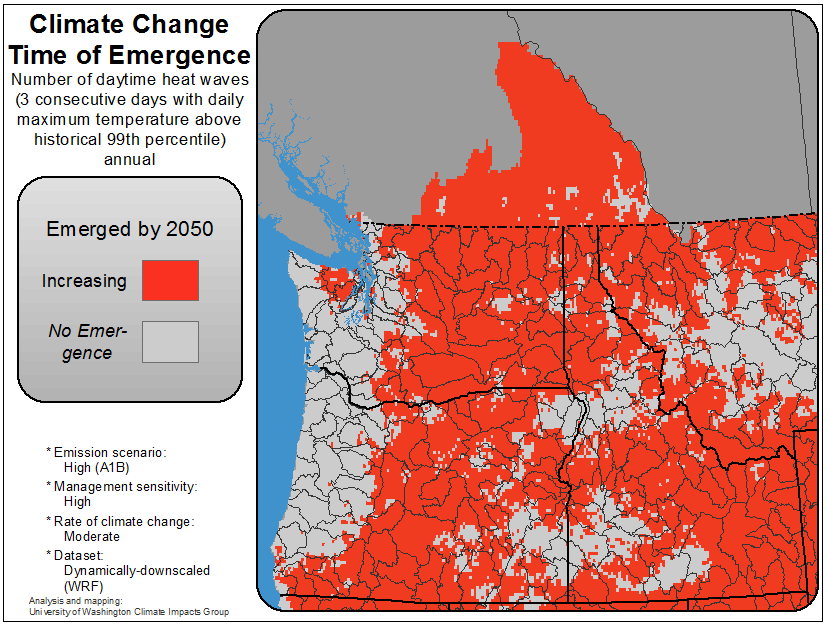 Climate Change
Time of Emergence
Number of daytime heat waves
(3 consecutive days with daily
maximum temperature above
historical 99th percentile)
annual
Emerged by 2050
Increasing
No Emer-
gence
* Emission scenario:
High (A1B)
* Management sensitivity:
High
* Rate of climate change:
Moderate
* Dataset:
Dynamically-downscaled
(WRF)
Analysis and mapping:
University of Washington Climate Impacts Group